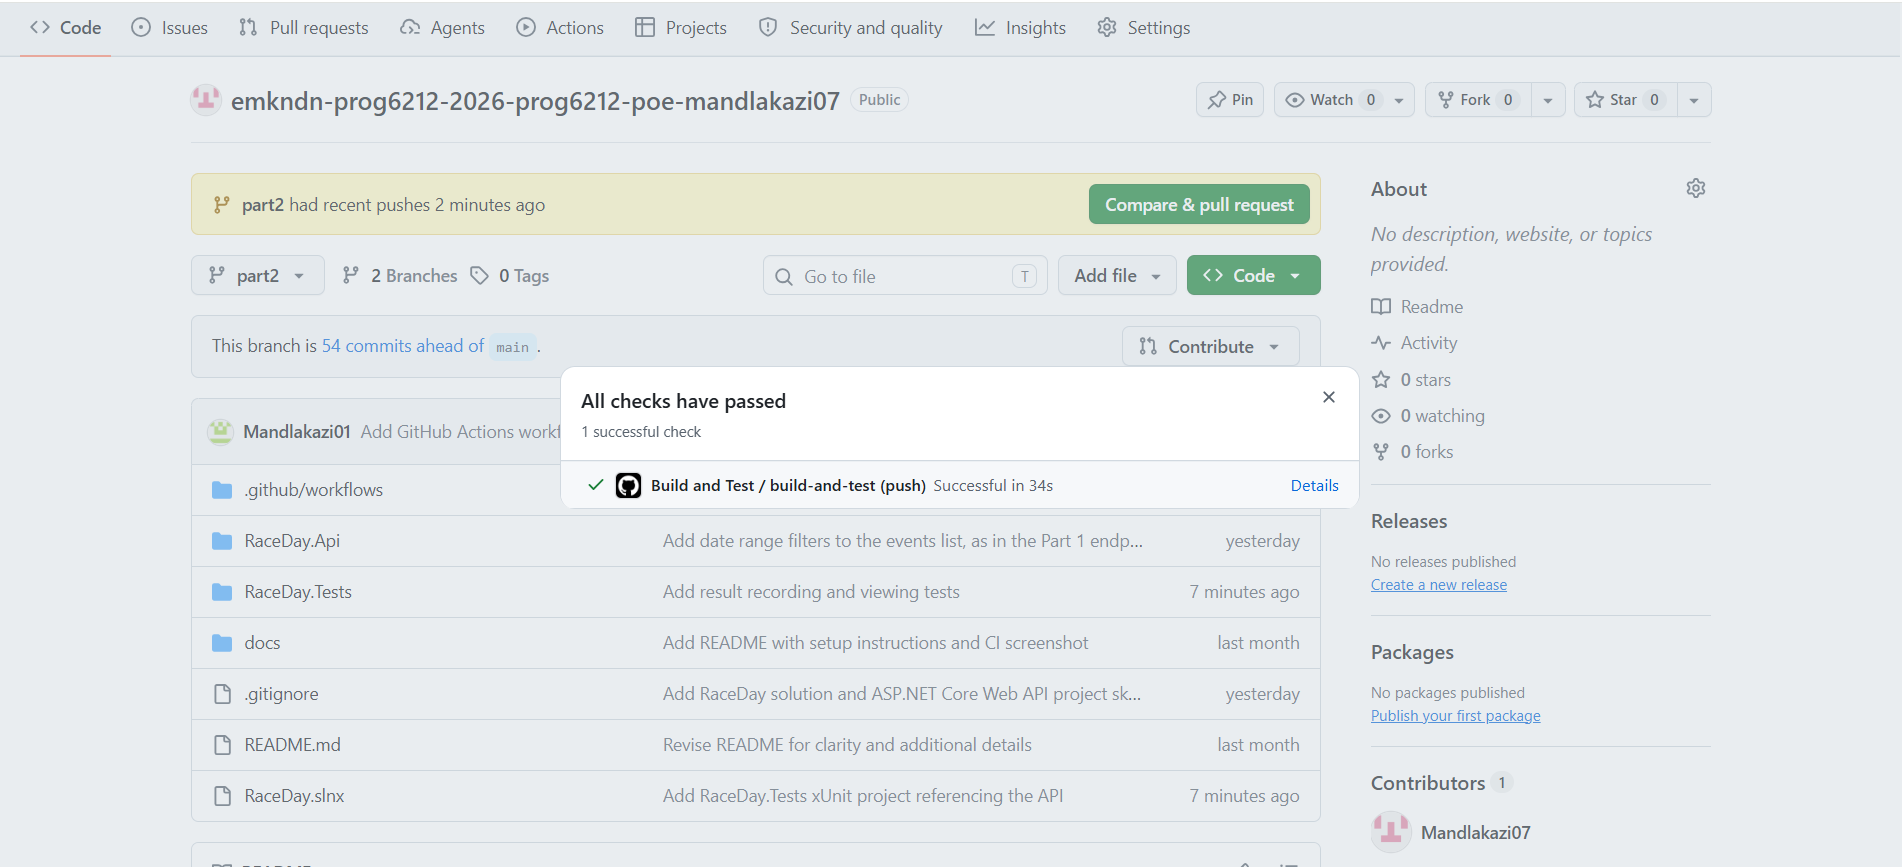 Code Issues Pull requests Agents Actions Projects Security and quality Insights Settings
emkndn-prog6212-2026-prog6212-poe-mandlakazi07 Public Pin Watch 0 Fork 0 Star 0
part2 had recent pushes 2 minutes ago Compare & pull request
part2 2 Branches 0 Tags Go to file T Add file Code
This branch is 54 commits ahead of main . Contribute
All checks have passed
1 successful check
Build and Test / build-and-test (push) Successful in 34s Details
Mandlakazi01 Add GitHub Actions workf
.github/workflows
RaceDay.Api Add date range filters to the events list, as in the Part 1 endp... yesterday
RaceDay.Tests Add result recording and viewing tests 7 minutes ago
docs Add README with setup instructions and CI screenshot last month
.gitignore Add RaceDay solution and ASP.NET Core Web API project sk... yesterday
README.md Revise README for clarity and additional details last month
RaceDay.slnx Add RaceDay.Tests xUnit project referencing the API 7 minutes ago
About
No description, website, or topics
provided.
Readme
Activity
0 stars
0 watching
0 forks
Releases
No releases published
Create a new release
Packages
No packages published
Publish your first package
Contributors 1
Mandlakazi07